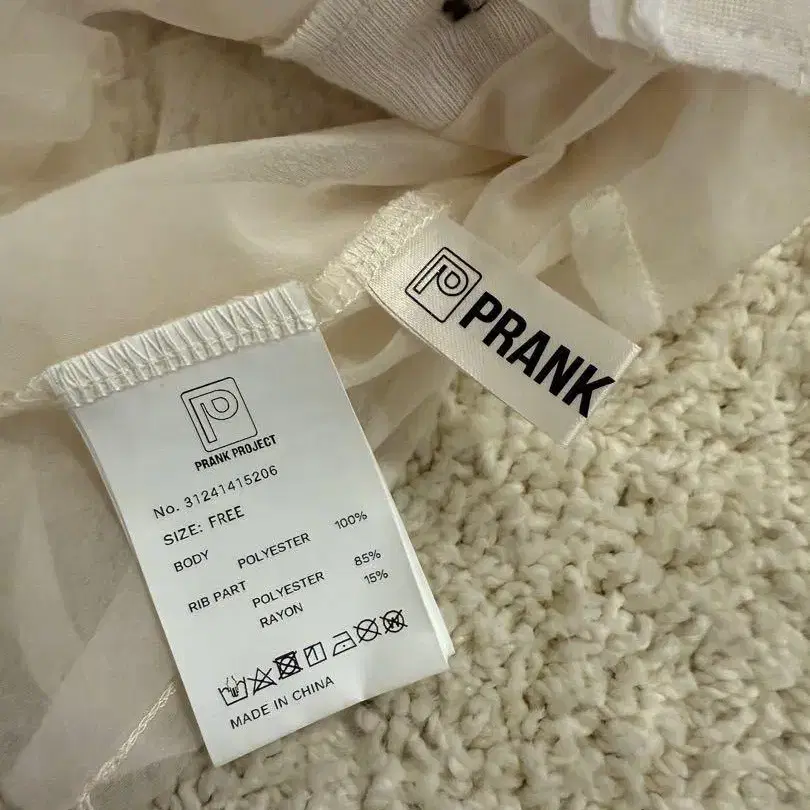 PRANK
PRANK PROJECT
No. 31241415206
SIZE: FREE
BODY POLYESTER 100%
RIB PART POLYESTER 85%
RAYON 15%
MADE IN CHINA